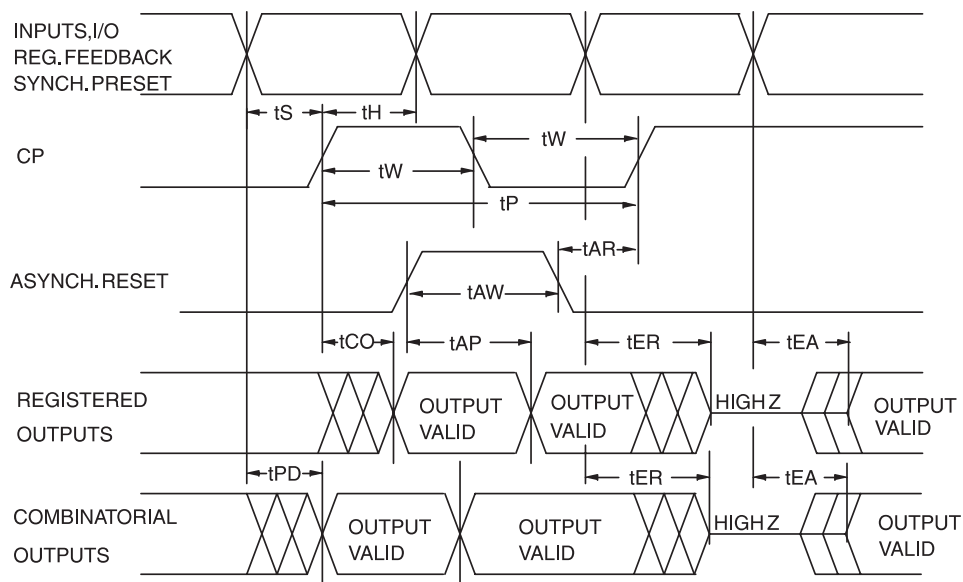 INPUTS,I/O
REG.FEEDBACK
SYNCH.PRESET
tS
tH
CP
tW
tW
tP
tAR
ASYNCH.RESET
tAW
tCO
tAP
tER
tEA
REGISTERED
OUTPUTS
OUTPUT
VALID
OUTPUT
VALID
HIGH Z
OUTPUT
VALID
tPD
tER
tEA
COMBINATORIAL
OUTPUTS
OUTPUT
VALID
OUTPUT
VALID
HIGH Z
OUTPUT
VALID